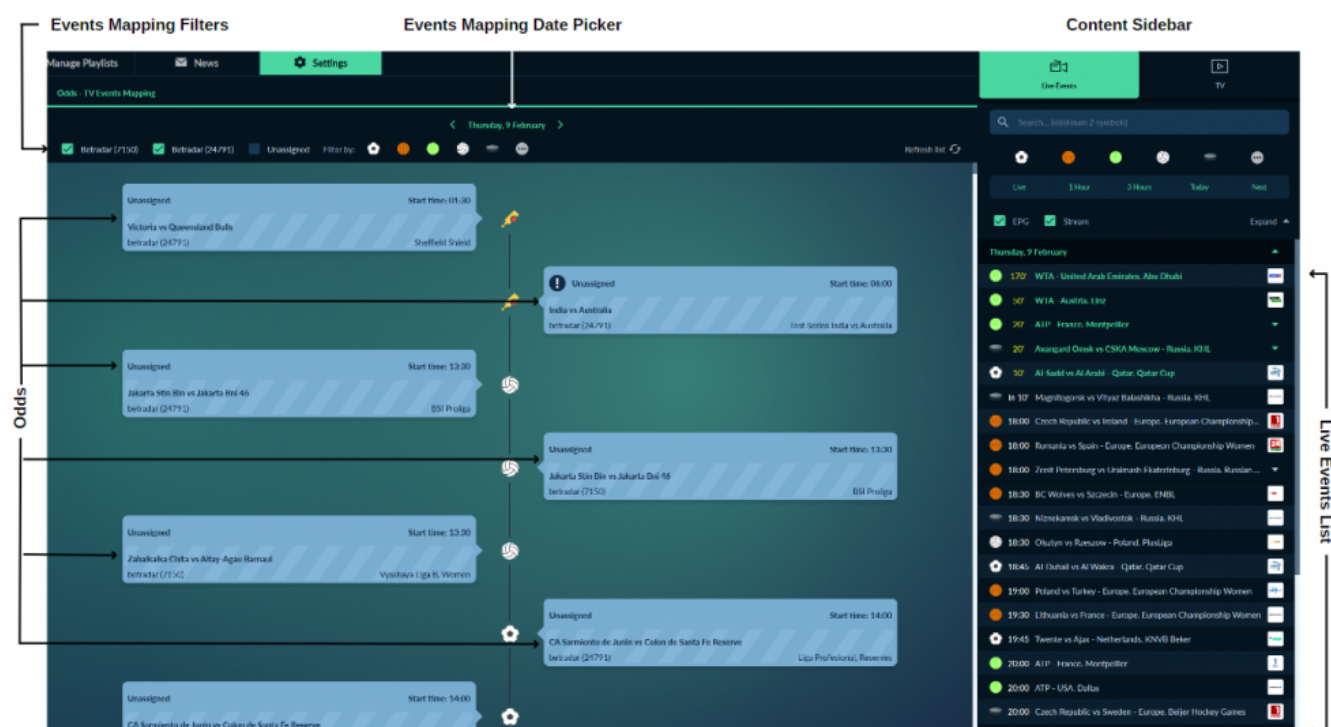 Events Mapping Filters
Events Mapping Date Picker
Content Sidebar
Manage Playlists
News
Settings
Live Events
TV
Odds - TV Events Mapping
Search... (minimum 2 symbols)
Thursday, 9 February
Betradar (7150)
Betradar (24791)
Unassigned
Filter by:
Refresh list
Live
1 Hour
3 Hours
Today
Next
EPG
Stream
Expand
Odds
Unassigned
Start time: 01:30
Victoria vs Queensland Bulls
betradar (24791)
Sheffield Shield
Unassigned
Start time: 06:00
India vs Australia
betradar (24791)
Test Series India vs Australia
Unassigned
Start time: 13:30
Jakarta Stin Bin vs Jakarta Bni 46
betradar (24791)
BSI Proliga
Unassigned
Start time: 13:30
Jakarta Stin Bin vs Jakarta Bni 46
betradar (7150)
BSI Proliga
Unassigned
Start time: 13:30
Zabaikalka Chita vs Altay-Agau Barnaul
betradar (7150)
Vysshaya Liga B, Women
Unassigned
Start time: 14:00
CA Sarmiento de Junin vs Colon de Santa Fe Reserve
betradar (24791)
Liga Profesional, Reserves
Unassigned
Start time: 14:00
CA Sarmiento de Junin vs Colon de Santa Fe Reserve
Thursday, 9 February
170' WTA - United Arab Emirates. Abu Dhabi
50' WTA - Austria. Linz
20' ATP - France. Montpellier
20' Avangard Omsk vs CSKA Moscow - Russia. KHL
10' Al-Sadd vs Al Arabi - Qatar. Qatar Cup
in 10' Magnitogorsk vs Vityaz Balashikha - Russia. KHL
18:00 Czech Republic vs Ireland - Europe. European Championship...
18:00 Romania vs Spain - Europe. European Championship Women
18:00 Zenit Petersburg vs Uralmash Ekaterinburg - Russia. Russian ...
18:30 BC Wolves vs Szczecin - Europe. ENBL
18:30 Niznekamsk vs Vladivostok - Russia. KHL
18:30 Olsztyn vs Rzeszow - Poland. PlusLiga
18:45 Al Duhail vs Al Wakra - Qatar. Qatar Cup
19:00 Poland vs Turkey - Europe. European Championship Women
19:30 Lithuania vs France - Europe. European Championship Women
19:45 Twente vs Ajax - Netherlands. KNVB Beker
20:00 ATP - France. Montpellier
20:00 ATP - USA. Dallas
20:00 Czech Republic vs Sweden - Europe. Beijer Hockey Games
Live Events List